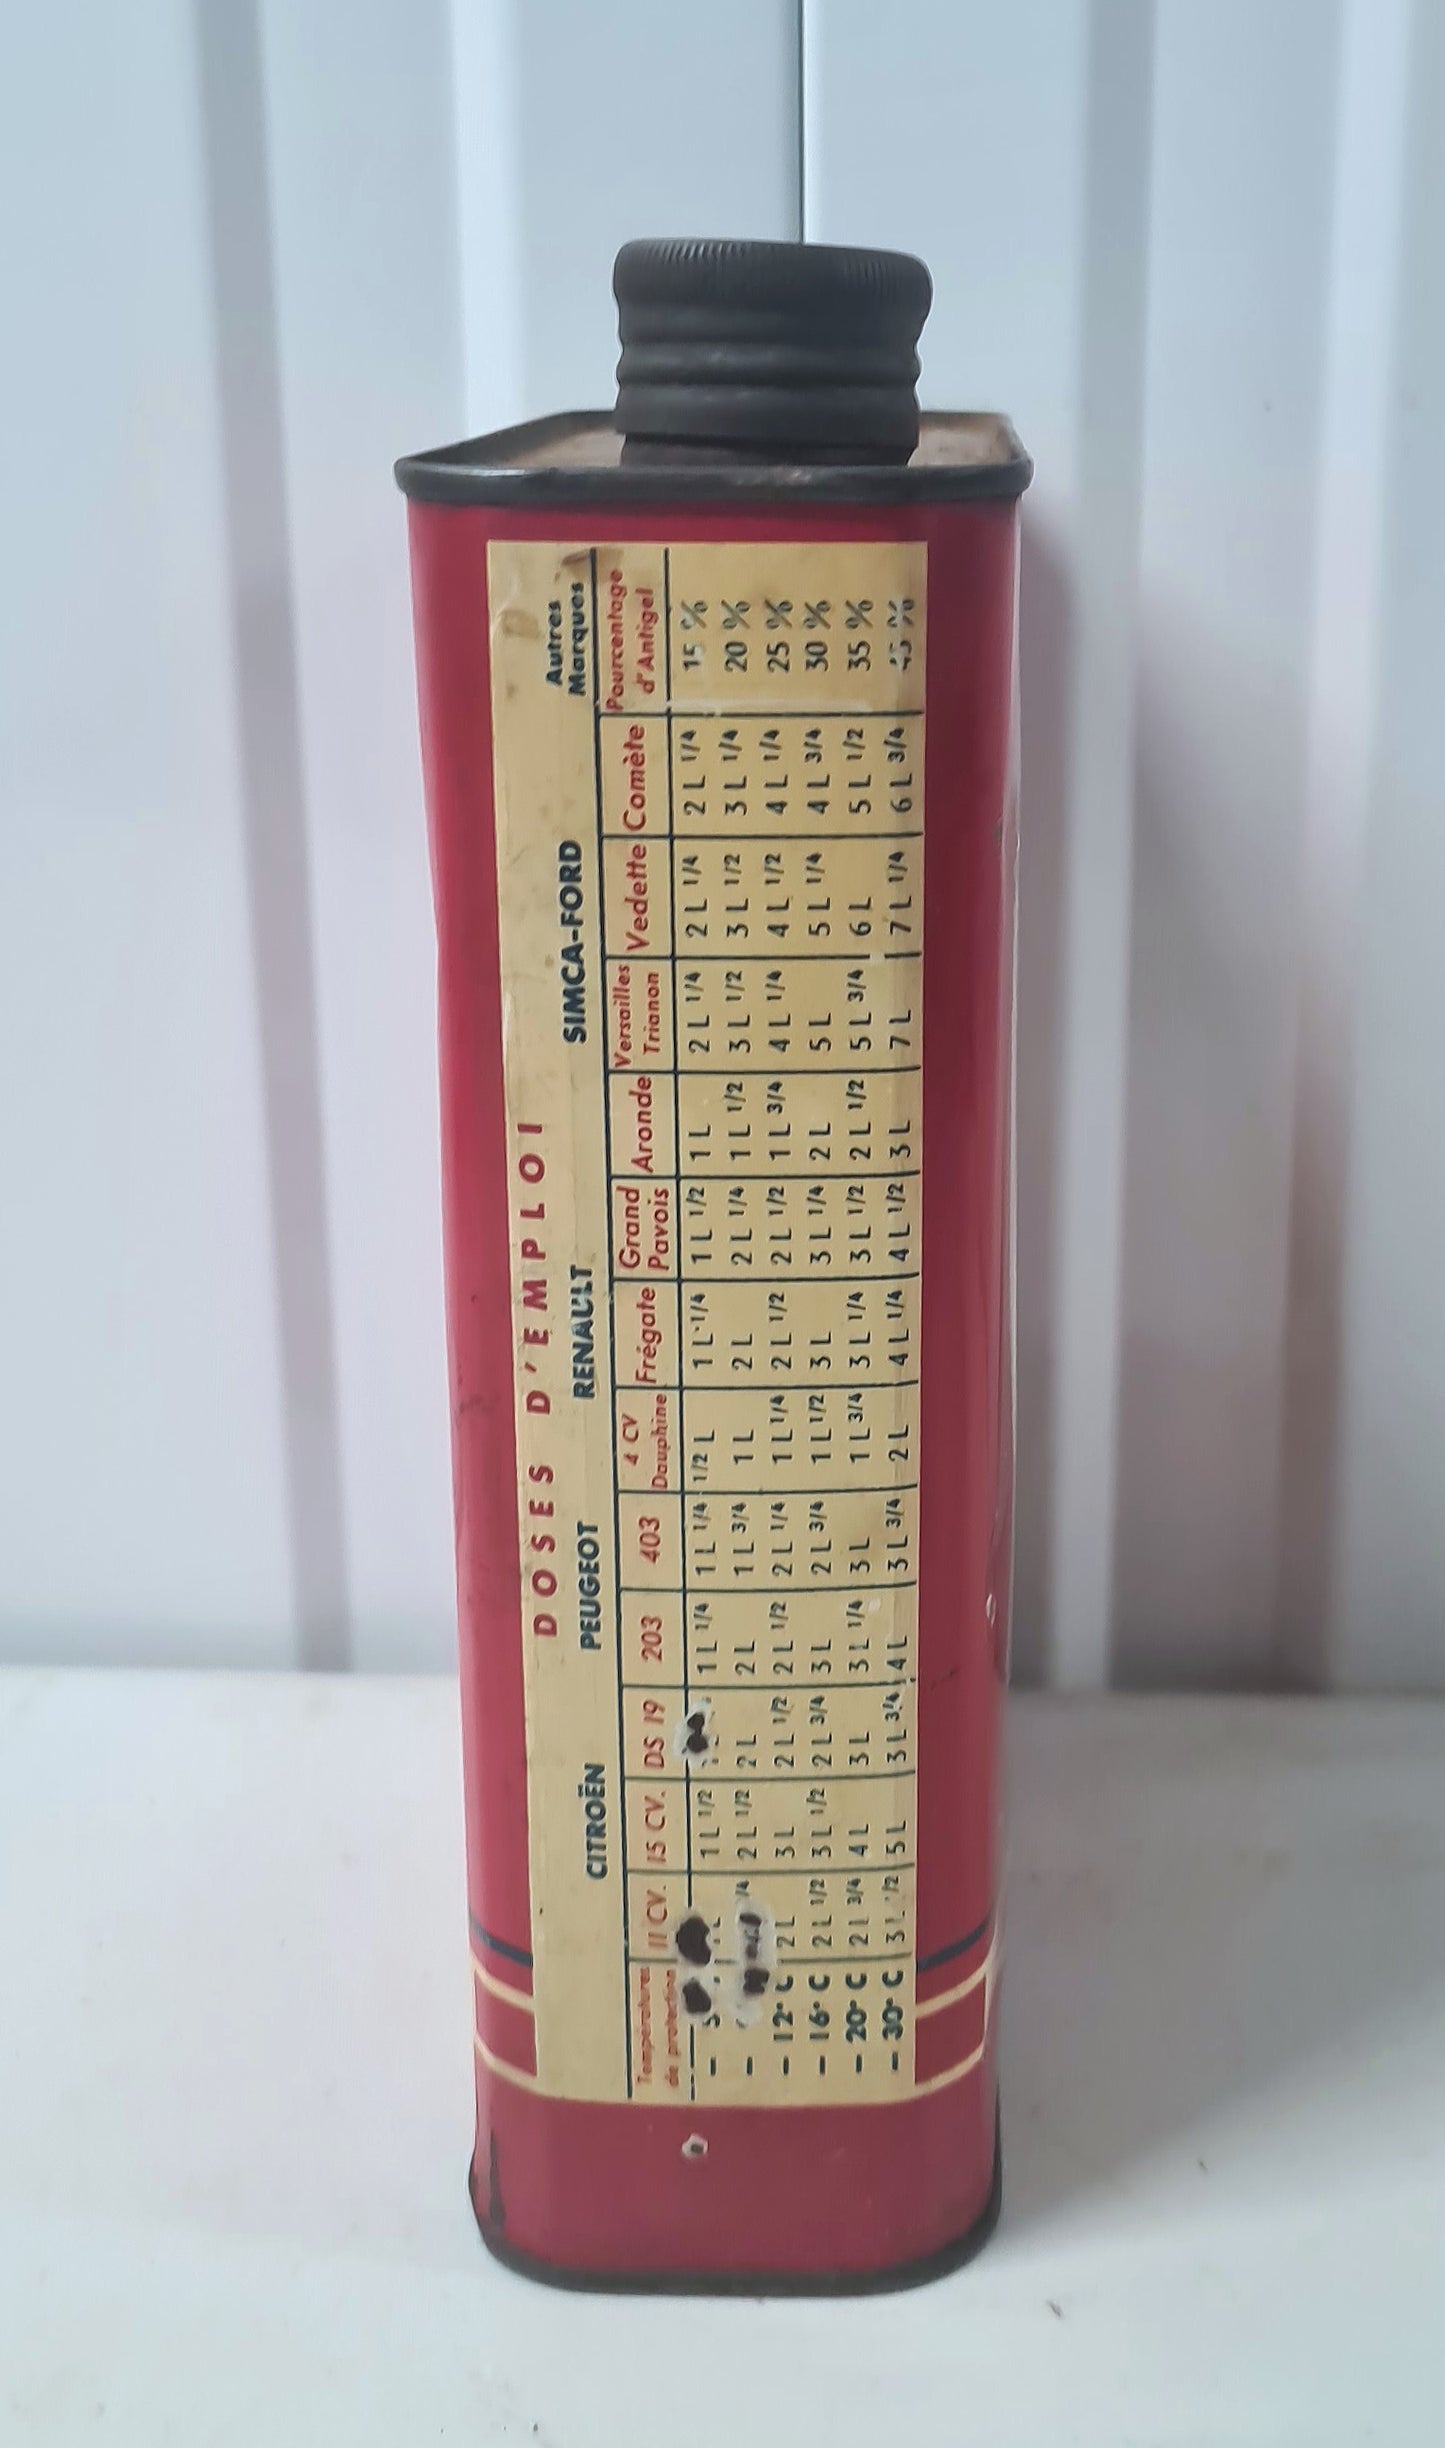 DOSES D'EMPLOI
CITROËN PEUGEOT RENAULT SIMCA-FORD Autres Marques
Températures de protection 11 CV. 15 CV. DS 19 203 403 4 CV Dauphine Frégate Grand Pavois Aronde Versailles Trianon Vedette Comète Pourcentage d'Antigel
— 1 L 1/2 1 L 1/4 1 L 1/4 1/2 L 1 L 1/4 1 L 1/2 1 L 2 L 1/4 2 L 1/4 2 L 1/4 15 %
— 2 L 1/2 2 L 2 L 1 L 3/4 1 L 2 L 2 L 1/4 1 L 1/2 3 L 1/2 3 L 1/2 3 L 1/4 20 %
— 12° C 2 L 3 L 2 L 1/2 2 L 1/2 2 L 1/4 1 L 1/4 2 L 1/2 2 L 1/2 1 L 3/4 4 L 1/4 4 L 1/2 4 L 1/4 25 %
— 16° C 2 L 1/2 3 L 1/2 2 L 3/4 3 L 2 L 3/4 1 L 1/2 3 L 3 L 1/4 2 L 5 L 5 L 1/4 4 L 3/4 30 %
— 20° C 2 L 3/4 4 L 3 L 3 L 1/4 3 L 1 L 3/4 3 L 1/4 3 L 1/2 2 L 1/2 5 L 3/4 6 L 5 L 1/2 35 %
— 30° C 3 L 1/2 5 L 3 L 3/4 4 L 3 L 3/4 2 L 4 L 1/4 4 L 1/2 3 L 7 L 7 L 1/4 6 L 3/4